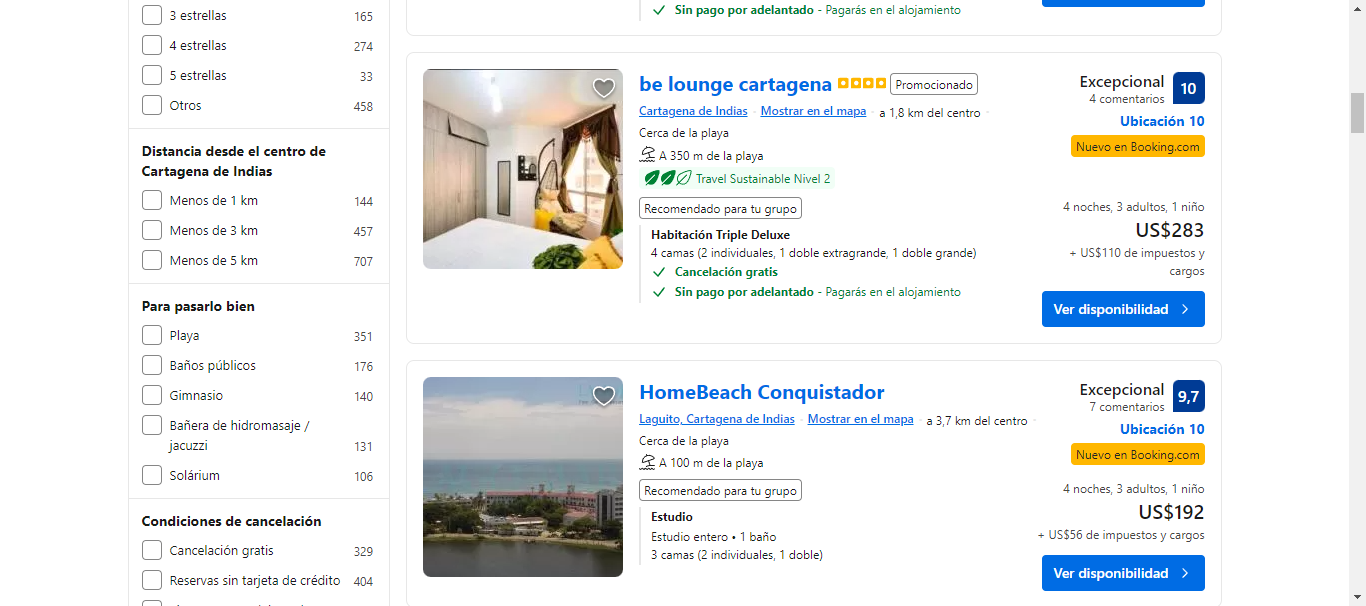 3 estrellas 165
4 estrellas 274
5 estrellas 33
Otros 458
Distancia desde el centro de
Cartagena de Indias
Menos de 1 km 144
Menos de 3 km 457
Menos de 5 km 707
Para pasarlo bien
Playa 351
Baños públicos 176
Gimnasio 140
Bañera de hidromasaje /
jacuzzi 131
Solárium 106
Condiciones de cancelación
Cancelación gratis 329
Reservas sin tarjeta de crédito 404
Sin pago por adelantado - Pagarás en el alojamiento
be lounge cartagena Promocionado
Cartagena de Indias · Mostrar en el mapa · a 1,8 km del centro ·
Cerca de la playa
A 350 m de la playa
Travel Sustainable Nivel 2
Recomendado para tu grupo
Habitación Triple Deluxe
4 camas (2 individuales, 1 doble extragrande, 1 doble grande)
Cancelación gratis
Sin pago por adelantado - Pagarás en el alojamiento
Excepcional 10
4 comentarios
Ubicación 10
Nuevo en Booking.com
4 noches, 3 adultos, 1 niño
US$283
+ US$110 de impuestos y
cargos
Ver disponibilidad
HomeBeach Conquistador
Laguito, Cartagena de Indias · Mostrar en el mapa · a 3,7 km del centro ·
Cerca de la playa
A 100 m de la playa
Recomendado para tu grupo
Estudio
Estudio entero • 1 baño
3 camas (2 individuales, 1 doble)
Excepcional 9,7
7 comentarios
Ubicación 10
Nuevo en Booking.com
4 noches, 3 adultos, 1 niño
US$192
+ US$56 de impuestos y cargos
Ver disponibilidad